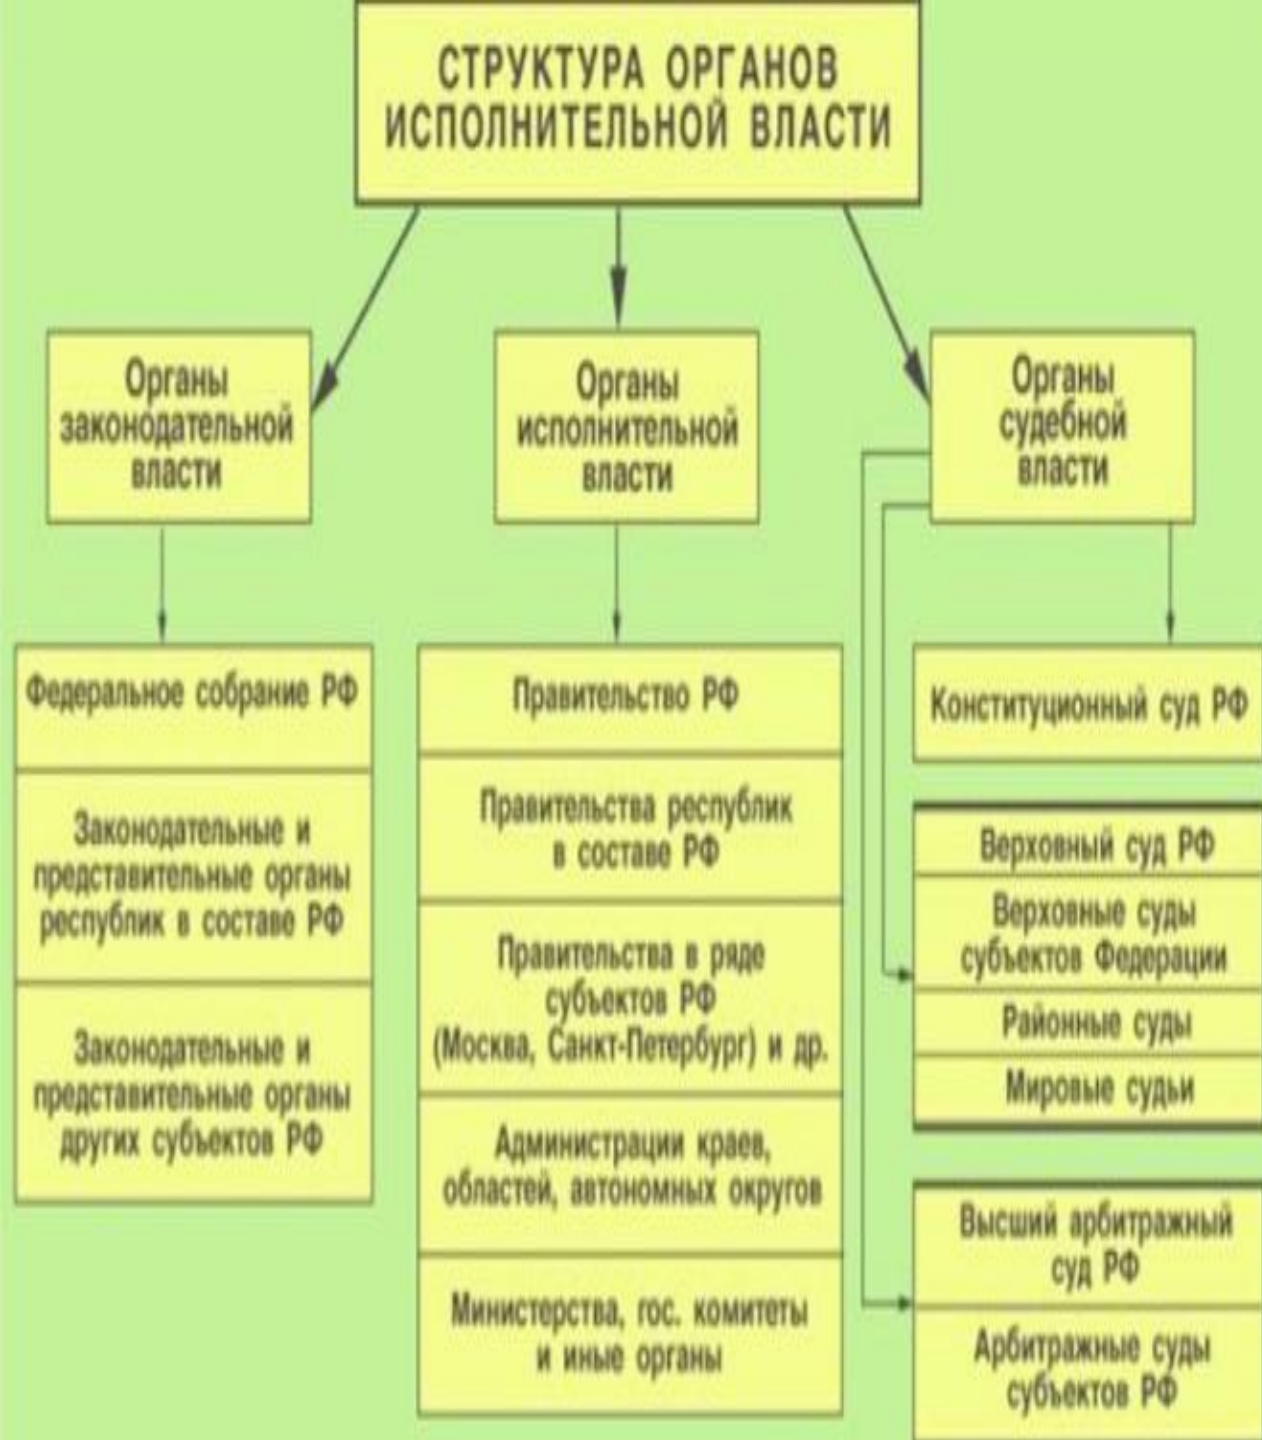 СТРУКТУРА ОРГАНОВ
ИСПОЛНИТЕЛЬНОЙ ВЛАСТИ
Органы
законодательной
власти
Федеральное собрание РФ
Законодательные и
представительные органы
республик в составе РФ
Законодательные и
представительные органы
других субъектов РФ
Органы
исполнительной
власти
Правительство РФ
Правительства республик
в составе РФ
Правительства в ряде
субъектов РФ
(Москва, Санкт-Петербург) и др.
Администрации краев,
областей, автономных округов
Министерства, гос. комитеты
и иные органы
Органы
судебной
власти
Конституционный суд РФ
Верховный суд РФ
Верховные суды
субъектов Федерации
Районные суды
Мировые судьи
Высший арбитражный
суд РФ
Арбитражные суды
субъектов РФ